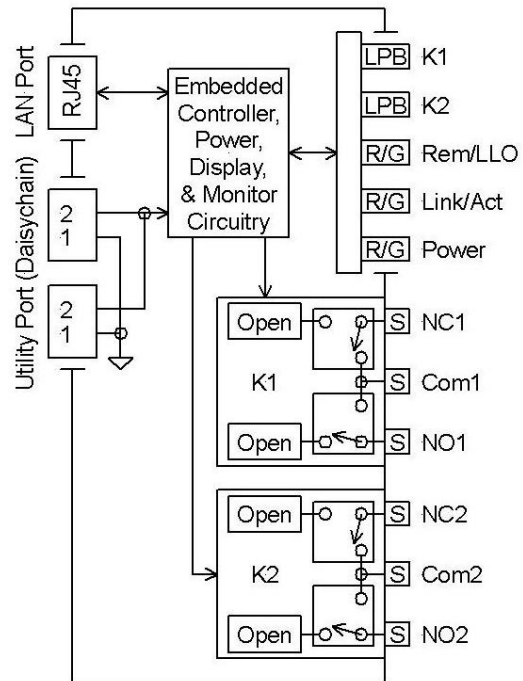 LAN Port
RJ45
Embedded
Controller,
Power,
Display,
& Monitor
Circuitry
LPB K1
LPB K2
R/G Rem/LLO
R/G Link/Act
R/G Power
Utility Port (Daisychain)
2
1
2
1
Open
K1
Open
S NC1
S Com1
S NO1
Open
K2
Open
S NC2
S Com2
S NO2